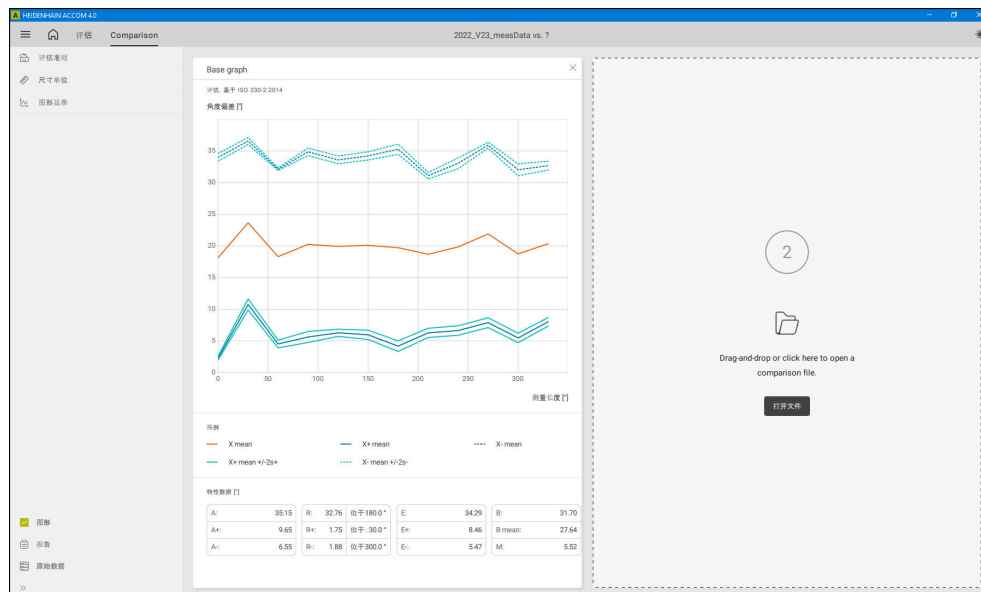 HEIDENHAIN ACCOM 4.0
评估
Comparison
2022_V23_measData vs. ?
评估准则
尺寸单位
图形显示
Base graph
评估, 基于 ISO 230-2:2014
角度偏差 ["]
35
30
25
20
15
10
5
0
0 50 100 150 200 250 300
测量长度 [°]
图例
X mean X+ mean X- mean
X+ mean +/-2s+ X- mean +/-2s-
特性数据 ["]
A: 35.15 R: 32.76 位于180.0 ° E: 34.29 B: 31.70
A+: 9.65 R+: 1.75 位于: 30.0 ° E+: 8.46 B mean: 27.64
A-: 6.55 R-: 1.88 位于300.0 ° E-: 5.47 M: 5.52
2
Drag-and-drop or click here to open a
comparison file.
打开文件
图形
报告
原始数据